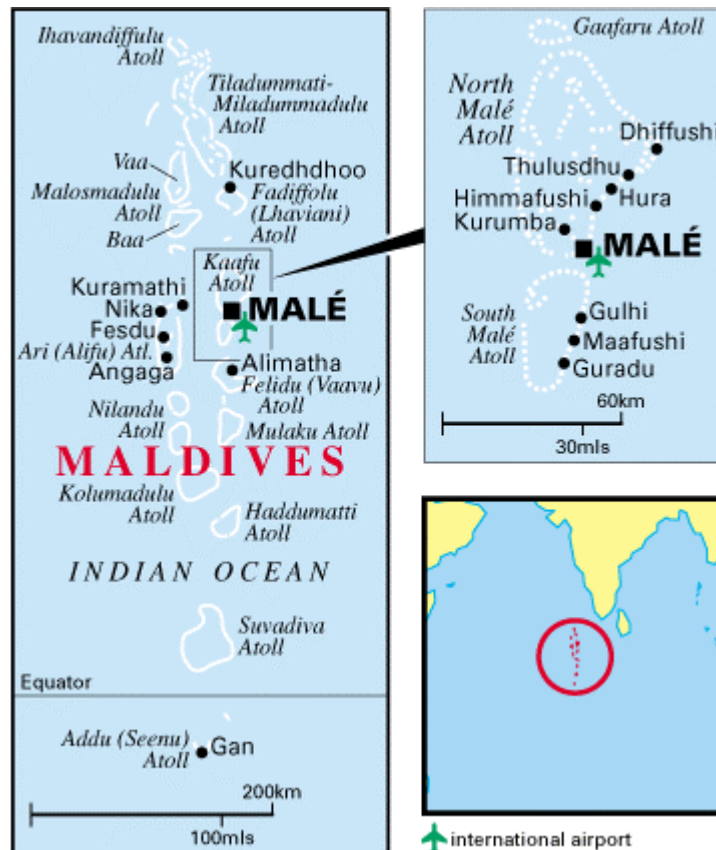 Ihavandiffulu
Atoll
Tiladummati-
Miladummadulu
Atoll
Vaa
Kuredhdhoo
Malosmadulu
Atoll
Fadiffolu
(Lhaviani)
Atoll
Baa
Kaafu
Atoll
Kuramathi
Nika
MALÉ
Fesdu
Ari (Alifu) Atl.
Angaga
Alimatha
Felidu (Vaavu)
Atoll
Nilandu
Atoll
Mulaku Atoll
MALDIVES
Kolumadulu
Atoll
Haddumatti
Atoll
INDIAN OCEAN
Suvadiva
Atoll
Equator
Addu (Seenu)
Atoll
Gan
200km
100mls
Gaafaru Atoll
North
Malé
Atoll
Dhiffushi
Thulusdhu
Hura
Himmafushi
Kurumba
MALÉ
South
Malé
Atoll
Gulhi
Maafushi
Guradu
60km
30mls
international airport